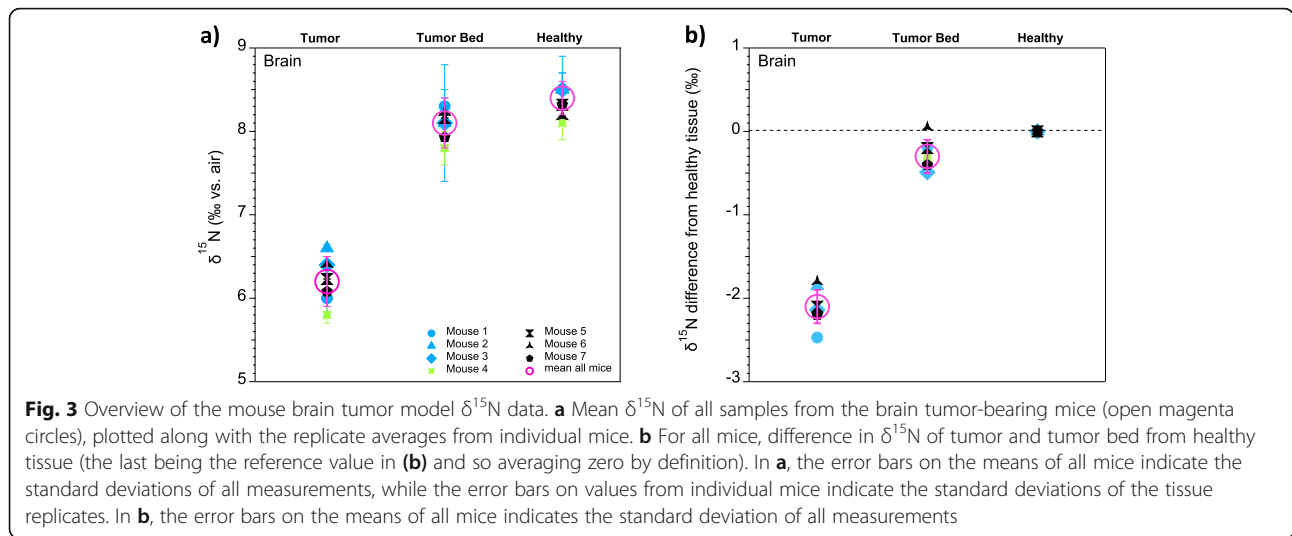 a) Tumor Tumor Bed Healthy
Brain
9
8
7
6
5
δ¹⁵N (‰ vs. air)
Mouse 1
Mouse 2
Mouse 3
Mouse 4
Mouse 5
Mouse 6
Mouse 7
mean all mice
b) Tumor Tumor Bed Healthy
Brain
1
0
-1
-2
-3
δ¹⁵N difference from healthy tissue (‰)
Fig. 3 Overview of the mouse brain tumor model δ¹⁵N data. a Mean δ¹⁵N of all samples from the brain tumor-bearing mice (open magenta
circles), plotted along with the replicate averages from individual mice. b For all mice, difference in δ¹⁵N of tumor and tumor bed from healthy
tissue (the last being the reference value in (b) and so averaging zero by definition). In a, the error bars on the means of all mice indicate the
standard deviations of all measurements, while the error bars on values from individual mice indicate the standard deviations of the tissue
replicates. In b, the error bars on the means of all mice indicates the standard deviation of all measurements